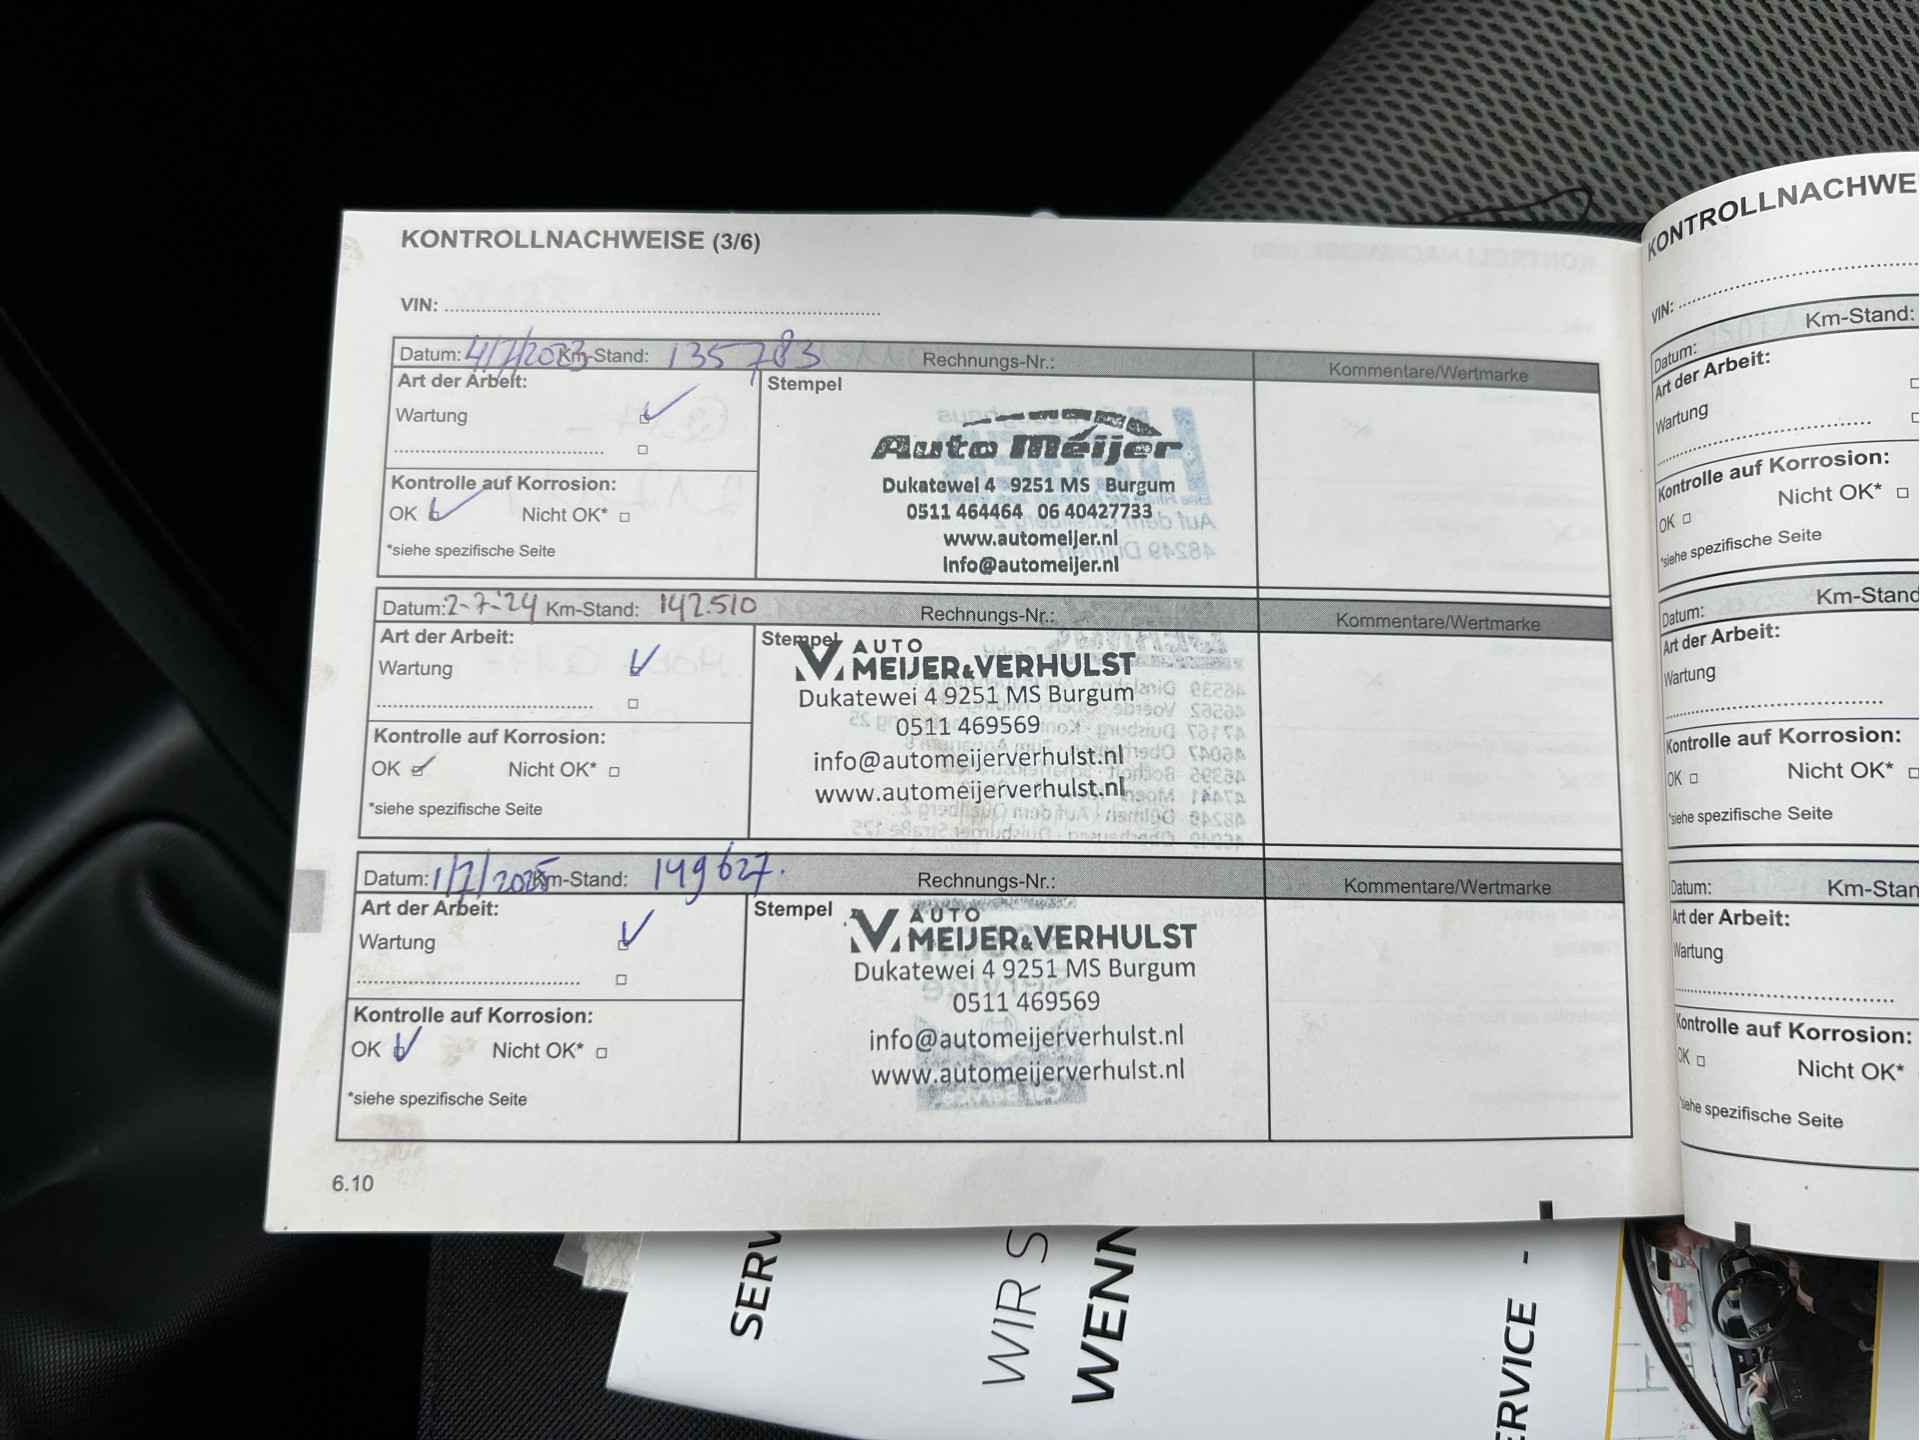 KONTROLLNACHWEISE (3/6)
VIN:
Datum: 4/7/2023 Km-Stand: 135783 Rechnungs-Nr.: Kommentare/Wertmarke
Art der Arbeit:
Wartung
Kontrolle auf Korrosion:
OK Nicht OK*
*siehe spezifische Seite
Stempel
Auto Meijer
Dukatewei 4 9251 MS Burgum
0511 464464 06 40427733
www.automeijer.nl
info@automeijer.nl
Datum: 2-7-'24 Km-Stand: 142.510 Rechnungs-Nr.: Kommentare/Wertmarke
Art der Arbeit:
Wartung
Kontrolle auf Korrosion:
OK Nicht OK*
*siehe spezifische Seite
Stempel
AUTO
MEIJER&VERHULST
Dukatewei 4 9251 MS Burgum
0511 469569
info@automeijerverhulst.nl
www.automeijerverhulst.nl
Datum: 1/7/2025 Km-Stand: 149627. Rechnungs-Nr.: Kommentare/Wertmarke
Art der Arbeit:
Wartung
Kontrolle auf Korrosion:
OK Nicht OK*
*siehe spezifische Seite
Stempel
AUTO
MEIJER&VERHULST
Dukatewei 4 9251 MS Burgum
0511 469569
info@automeijerverhulst.nl
www.automeijerverhulst.nl
6.10
KONTROLLNACHWE
VIN:
Datum: Km-Stand:
Art der Arbeit:
Wartung
Kontrolle auf Korrosion:
OK Nicht OK*
*siehe spezifische Seite
Datum: Km-Stand
Art der Arbeit:
Wartung
Kontrolle auf Korrosion:
OK Nicht OK*
*siehe spezifische Seite
Datum: Km-Stan
Art der Arbeit:
Wartung
Kontrolle auf Korrosion:
OK Nicht OK*
*siehe spezifische Seite
SERV
WIR S
WENN
ERVICE -